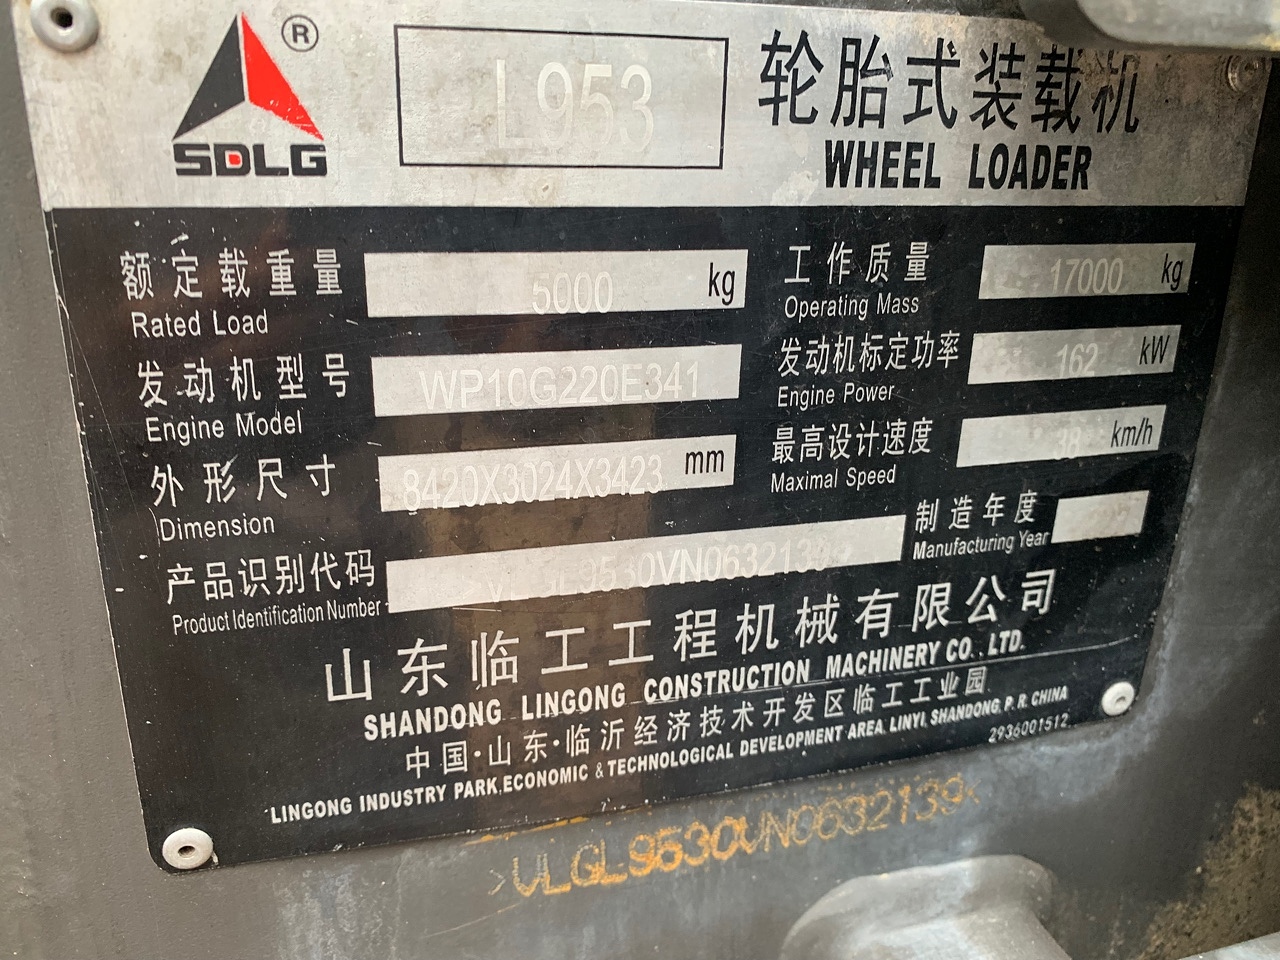 ®
SDLG
L953
轮胎式装载机
WHEEL LOADER
额定载重量 5000 kg
Rated Load
工作质量 17000 kg
Operating Mass
发动机型号 WP10G220E341
Engine Model
发动机标定功率 162 kW
Engine Power
外形尺寸 8420X3024X3423 mm
Dimension
最高设计速度 38 km/h
Maximal Speed
产品识别代码
Product Identification Number
制造年度
Manufacturing Year
山东临工工程机械有限公司
SHANDONG LINGONG CONSTRUCTION MACHINERY CO., LTD.
中国·山东·临沂经济技术开发区临工工业园
LINGONG INDUSTRY PARK,ECONOMIC & TECHNOLOGICAL DEVELOPMENT AREA, LINYI, SHANDONG, P. R. CHINA
2936001512
>VLGL9530VN0632139<